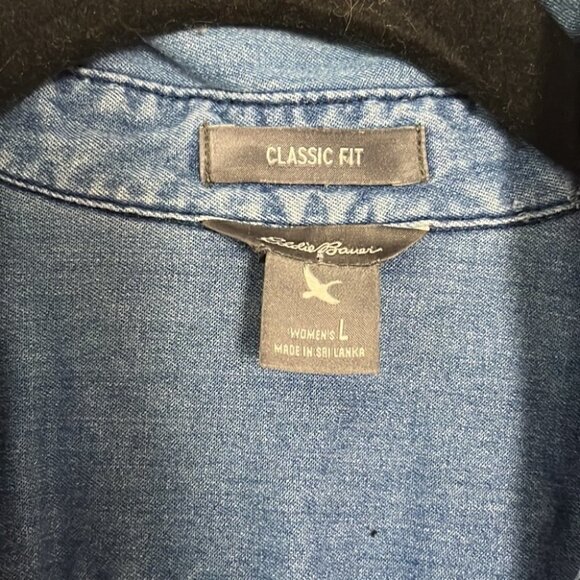 CLASSIC FIT
Eddie Bauer
WOMEN'S L
MADE IN SRI LANKA